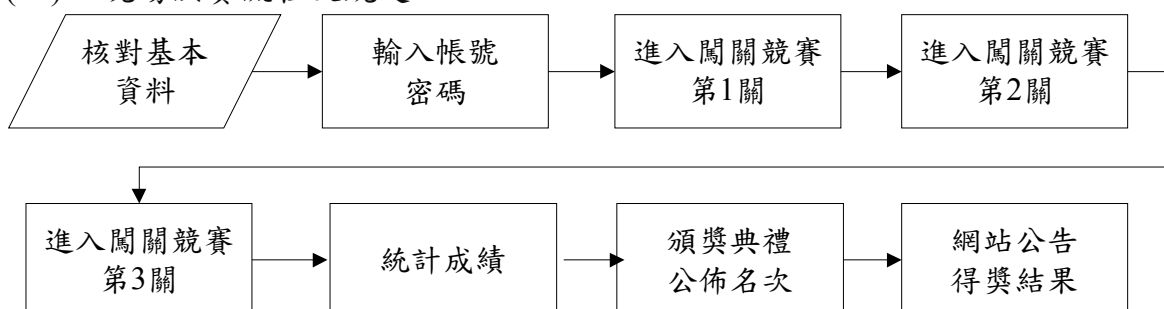 核對基本
資料
輸入帳號
密碼
進入闖關競賽
第1關
進入闖關競賽
第2關
進入闖關競賽
第3關
統計成績
頒獎典禮
公佈名次
網站公告
得獎結果